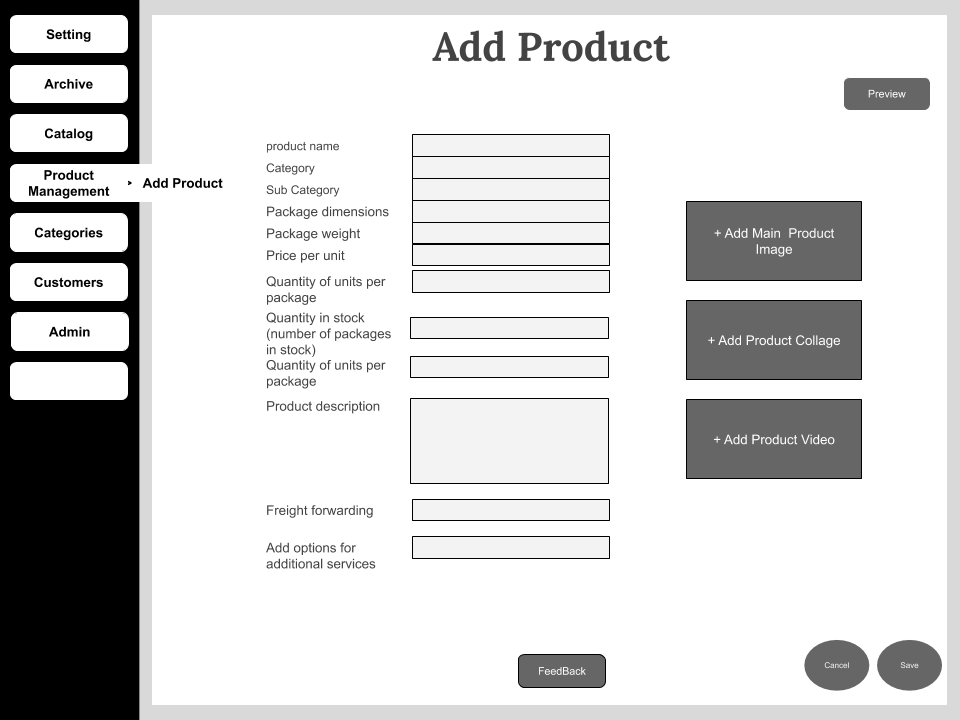 Setting
Archive
Catalog
Product
Management
Add Product
Categories
Customers
Admin
Add Product
Preview
product name
Category
Sub Category
Package dimensions
Package weight
Price per unit
Quantity of units per
package
Quantity in stock
(number of packages
in stock)
Quantity of units per
package
Product description
Freight forwarding
Add options for
additional services
+ Add Main  Product
Image
+ Add Product Collage
+ Add Product Video
FeedBack
Cancel
Save